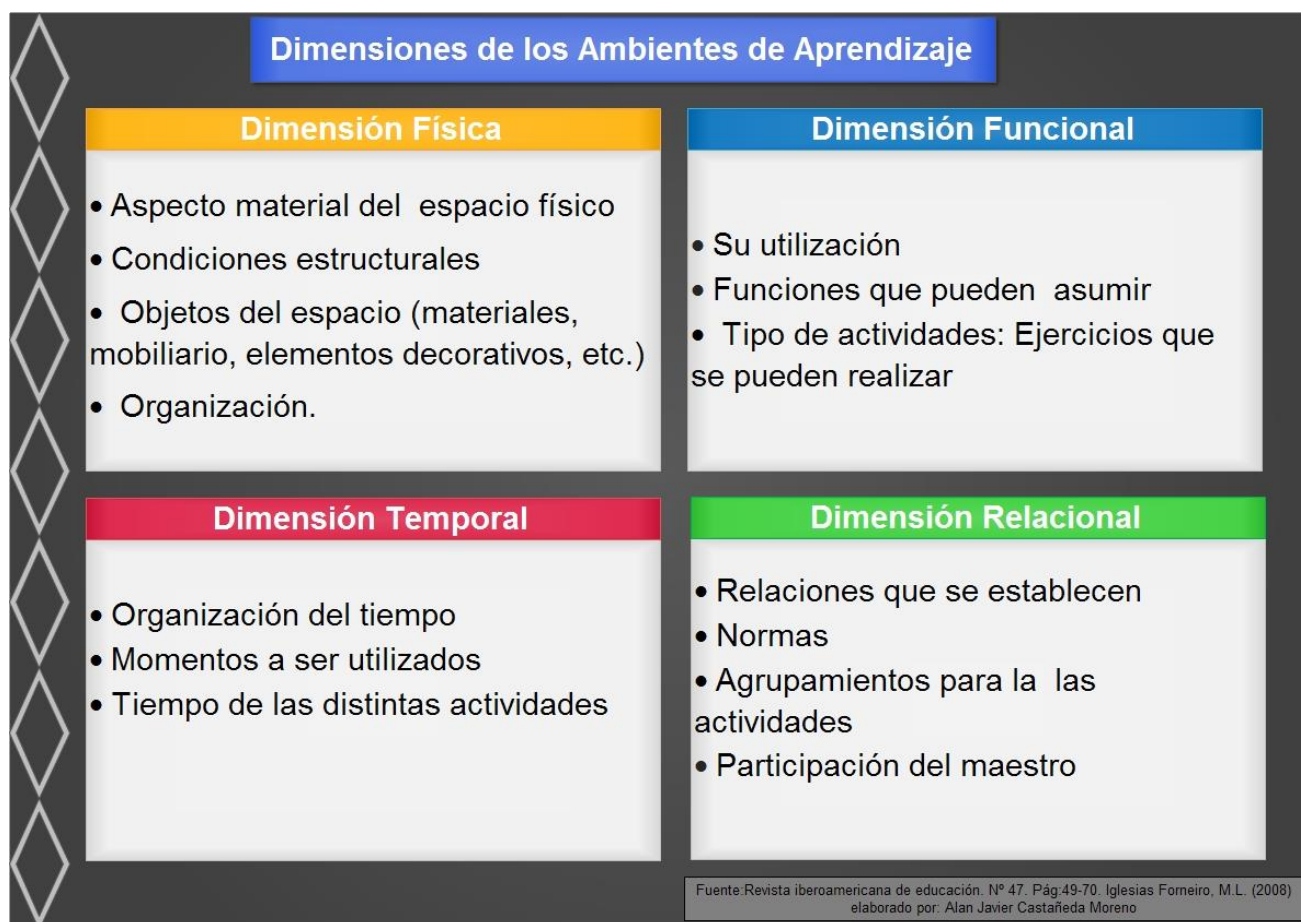 Dimensiones de los Ambientes de Aprendizaje
Dimensión Física
• Aspecto material del espacio físico
• Condiciones estructurales
• Objetos del espacio (materiales,
mobiliario, elementos decorativos, etc.)
• Organización.
Dimensión Funcional
• Su utilización
• Funciones que pueden asumir
• Tipo de actividades: Ejercicios que
se pueden realizar
Dimensión Temporal
• Organización del tiempo
• Momentos a ser utilizados
• Tiempo de las distintas actividades
Dimensión Relacional
• Relaciones que se establecen
• Normas
• Agrupamientos para la las
actividades
• Participación del maestro
Fuente:Revista iberoamericana de educación. Nº 47. Pág:49-70. Iglesias Forneiro, M.L. (2008)
elaborado por: Alan Javier Castañeda Moreno